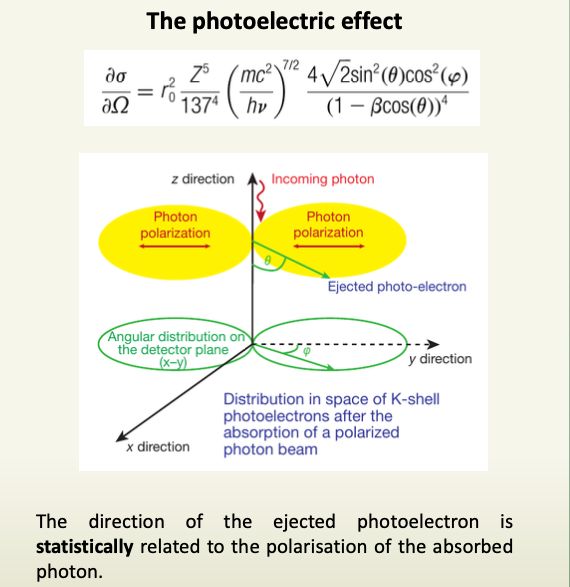 The photoelectric effect
∂σ/∂Ω = r₀² Z⁵/137⁴ (mc²/hν)^7/2 4√2sin²(θ)cos²(φ)/(1 − βcos(θ))⁴
z direction
Incoming photon
Photon
polarization
Photon
polarization
θ
Ejected photo-electron
Angular distribution on
the detector plane
(x–y)
φ
y direction
x direction
Distribution in space of K-shell
photoelectrons after the
absorption of a polarized
photon beam
The direction of the ejected photoelectron is
statistically related to the polarisation of the absorbed
photon.